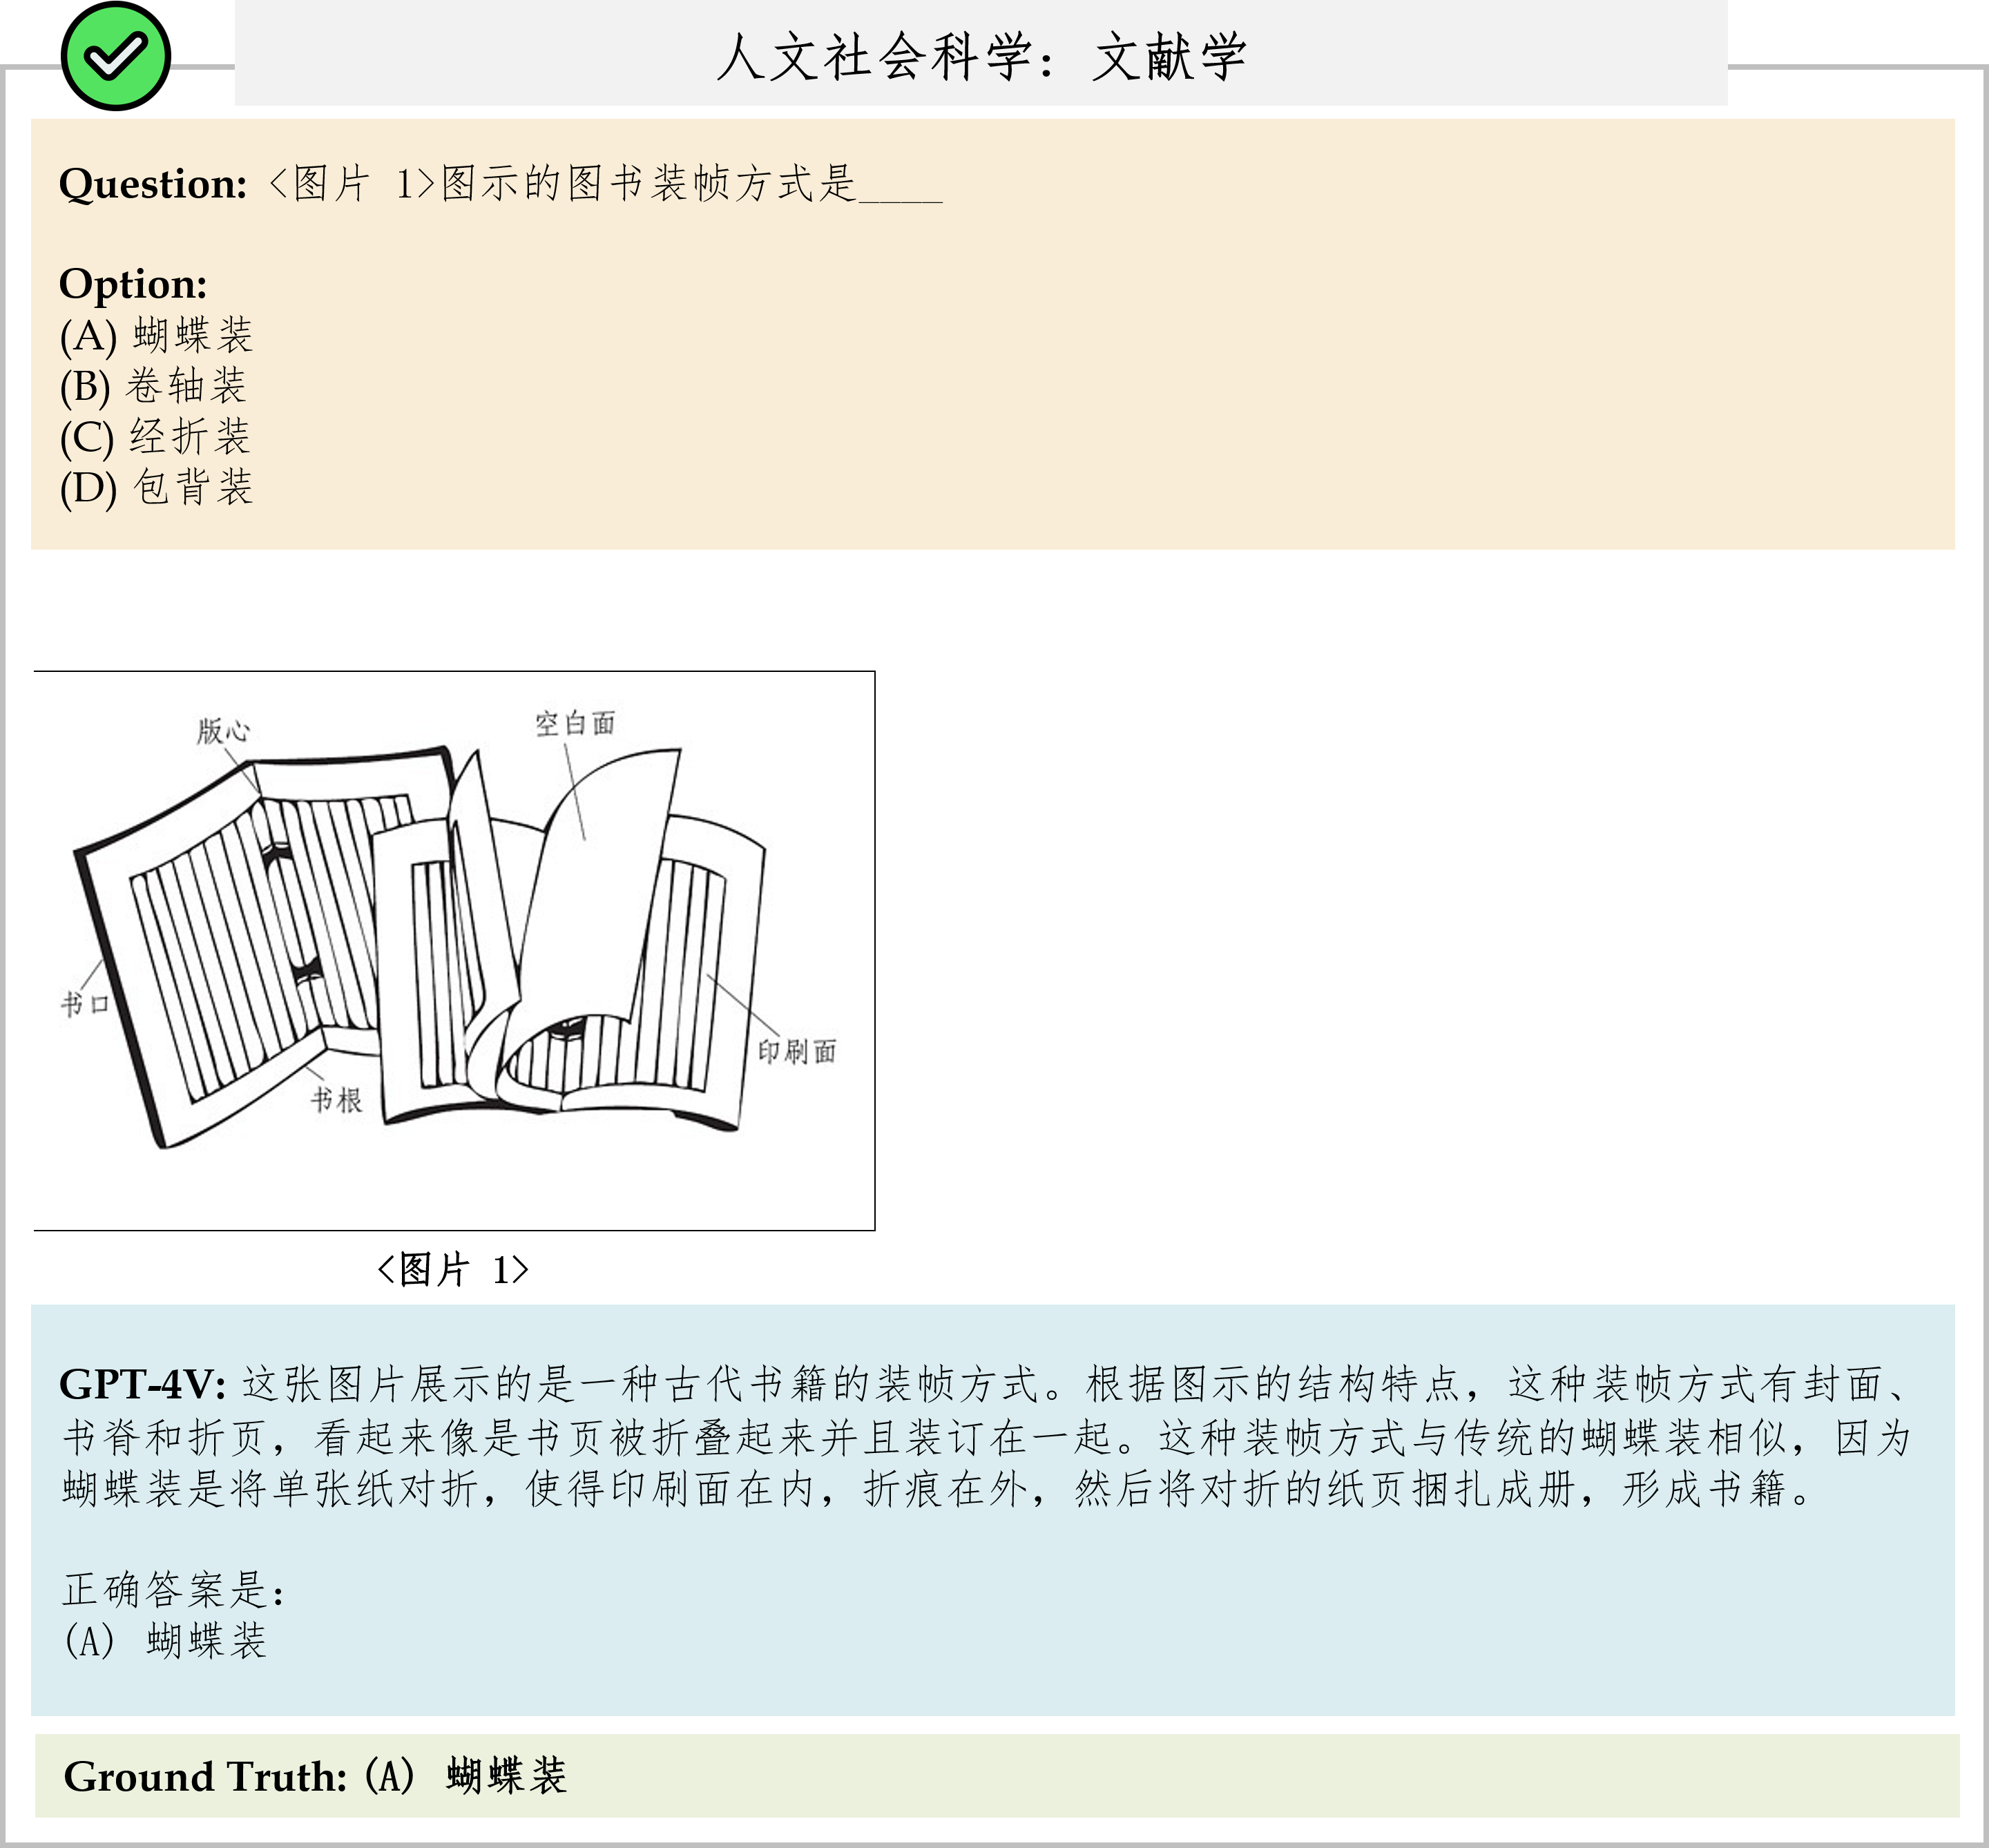 人文社会科学：文献学
Question: <图片 1>图示的图书装帧方式是____
Option:
(A) 蝴蝶装
(B) 卷轴装
(C) 经折装
(D) 包背装
版心
空白面
书口
印刷面
书根
<图片 1>
GPT-4V: 这张图片展示的是一种古代书籍的装帧方式。根据图示的结构特点，这种装帧方式有封面、
书脊和折页，看起来像是书页被折叠起来并且装订在一起。这种装帧方式与传统的蝴蝶装相似，因为
蝴蝶装是将单张纸对折，使得印刷面在内，折痕在外，然后将对折的纸页捆扎成册，形成书籍。
正确答案是：
(A) 蝴蝶装
Ground Truth: (A) 蝴蝶装